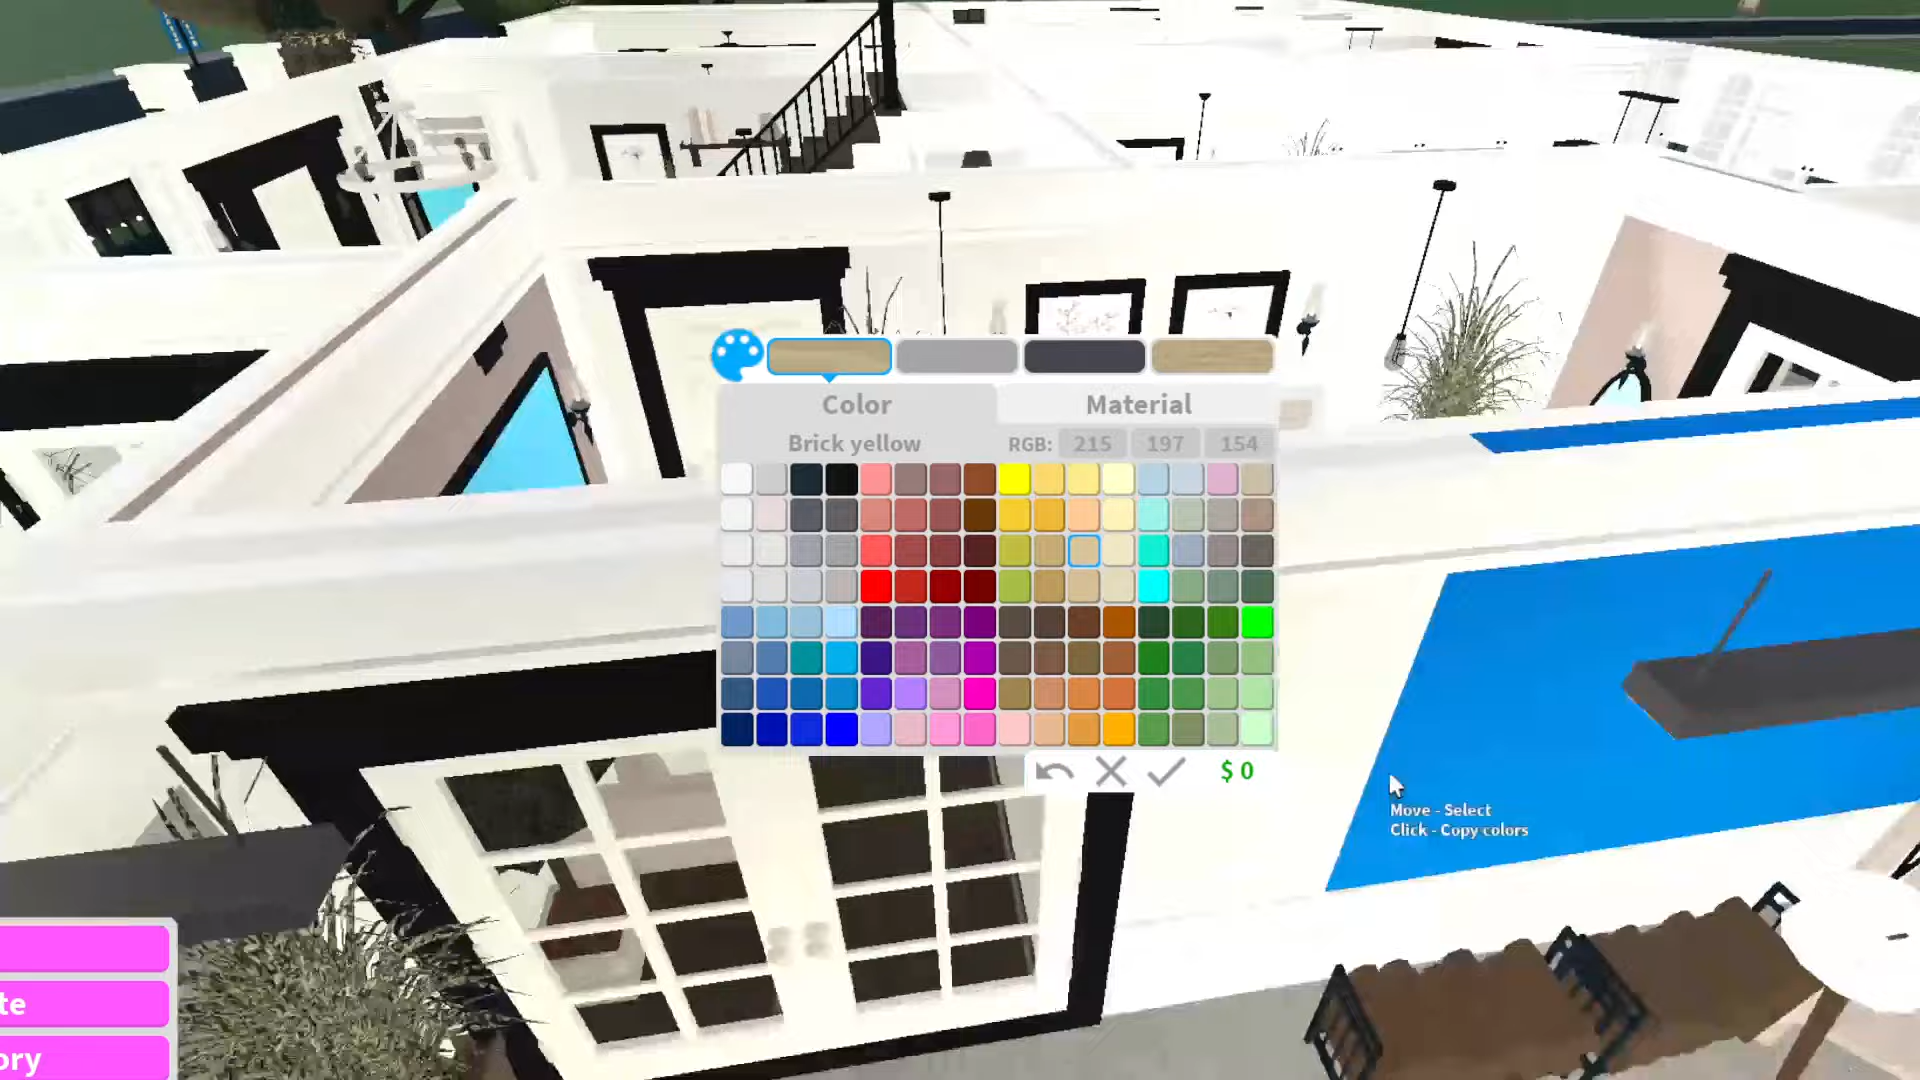 Color
Material
Brick yellow
RGB: 215 197 154
$ 0
Move - Select
Click - Copy colors
te
ory